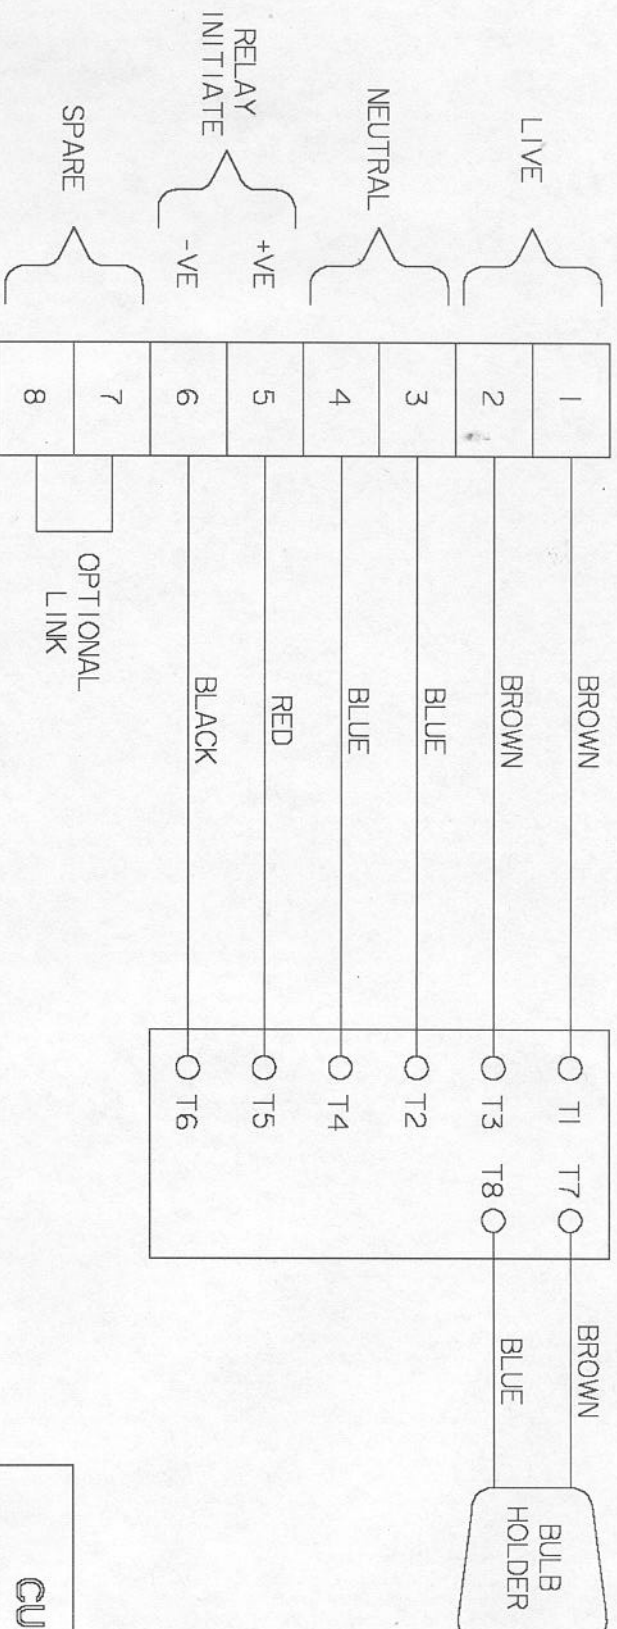 LIVE
NEUTRAL
RELAY
INITIATE
+VE
-VE
SPARE
1
2
3
4
5
6
7
8
OPTIONAL
LINK
BROWN
BROWN
BLUE
BLUE
RED
BLACK
T1
T3
T2
T4
T5
T6
T7
T8
BROWN
BLUE
BULB
HOLDER
CU